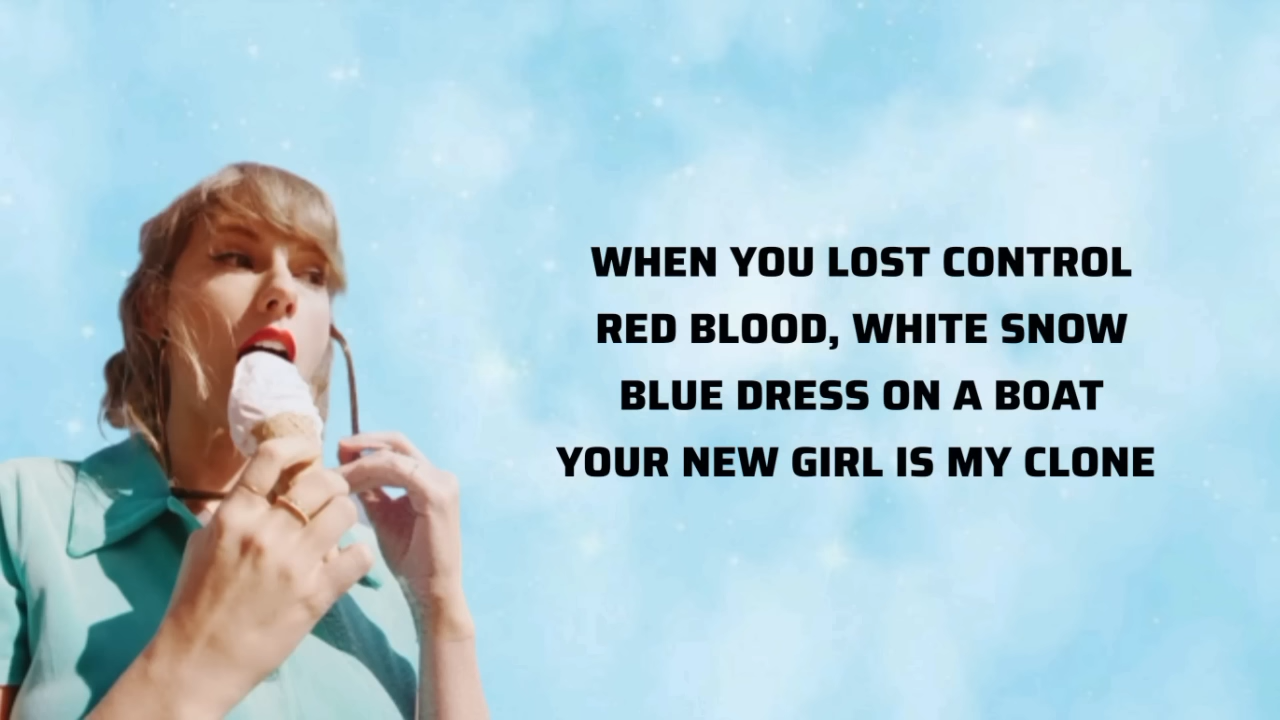 WHEN YOU LOST CONTROL
RED BLOOD, WHITE SNOW
BLUE DRESS ON A BOAT
YOUR NEW GIRL IS MY CLONE